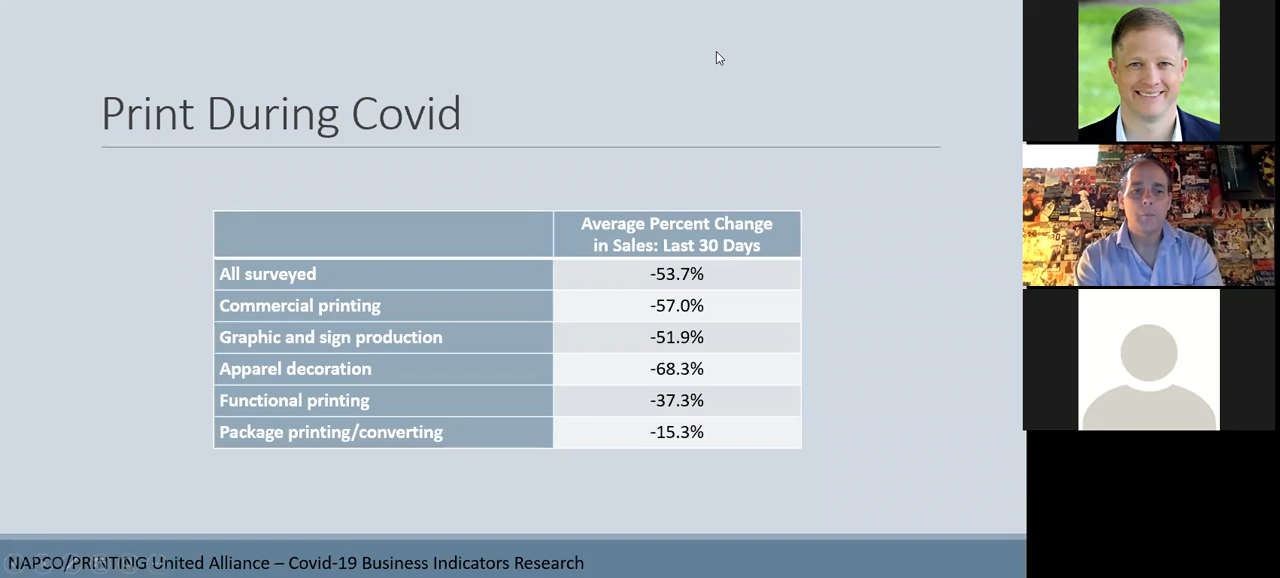 Print During Covid
Average Percent Change
in Sales: Last 30 Days
All surveyed -53.7%
Commercial printing -57.0%
Graphic and sign production -51.9%
Apparel decoration -68.3%
Functional printing -37.3%
Package printing/converting -15.3%
NAPCO/PRINTING United Alliance – Covid-19 Business Indicators Research